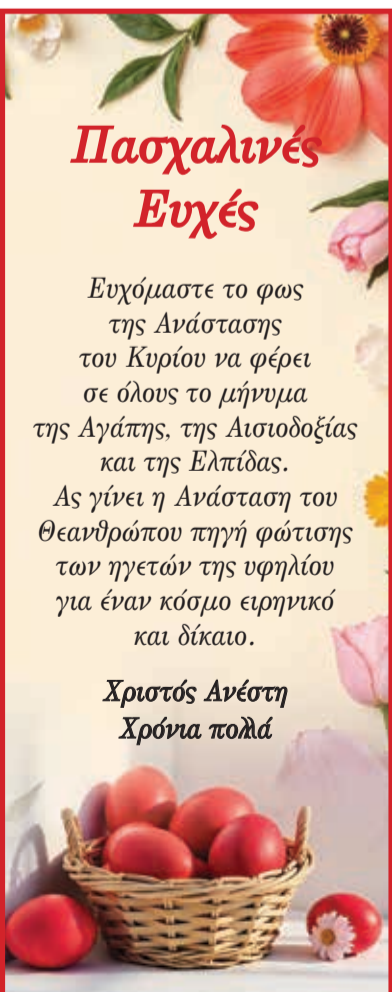 Πασχαλινές
Ευχές
Ευχόμαστε το φως
της Ανάστασης
του Κυρίου να φέρει
σε όλους το μήνυμα
της Αγάπης, της Αισιοδοξίας
και της Ελπίδας.
Ας γίνει η Ανάσταση του
Θεανθρώπου πηγή φώτισης
των ηγετών της υφηλίου
για έναν κόσμο ειρηνικό
και δίκαιο.
Χριστός Ανέστη
Χρόνια πολλά